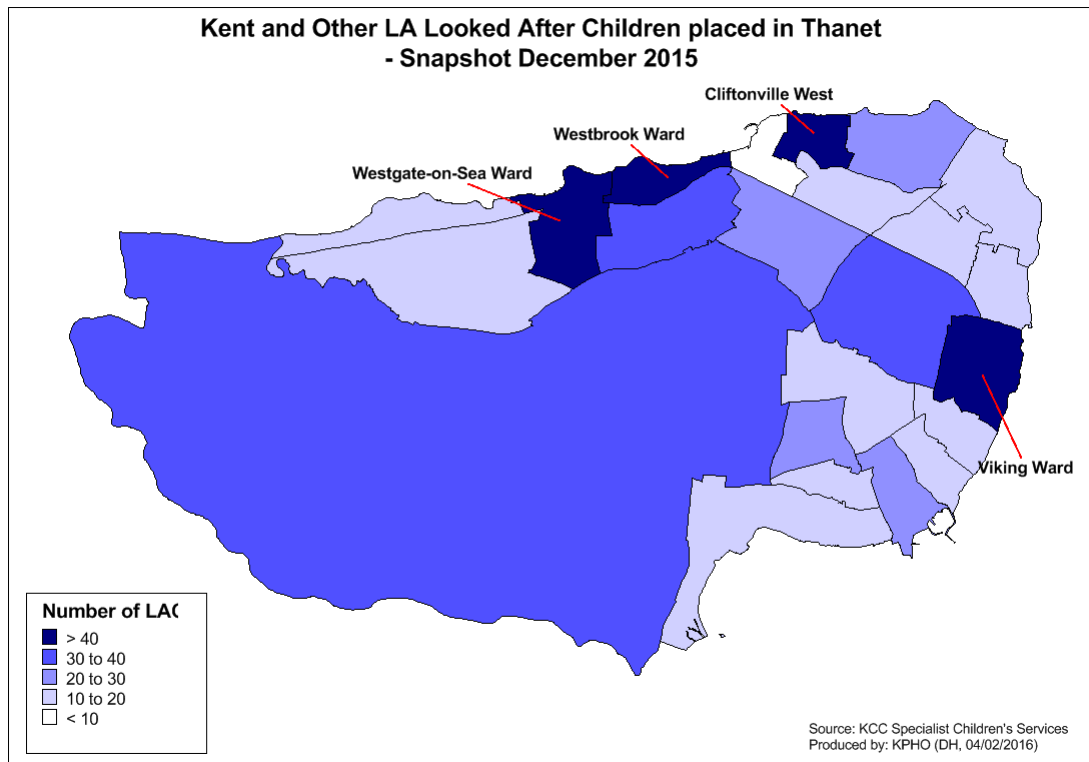 Kent and Other LA Looked After Children placed in Thanet
- Snapshot December 2015
Cliftonville West
Westbrook Ward
Westgate-on-Sea Ward
Viking Ward
Number of LAC
> 40
30 to 40
20 to 30
10 to 20
< 10
Source: KCC Specialist Children's Services
Produced by: KPHO (DH, 04/02/2016)